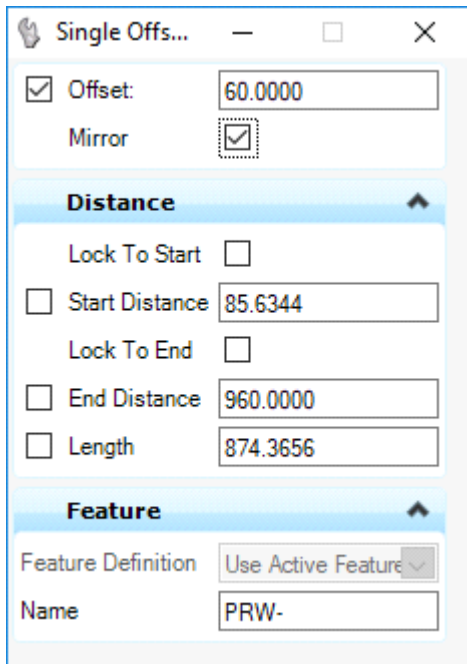 Single Offs...
Offset: 60.0000
Mirror
Distance
Lock To Start
Start Distance 85.6344
Lock To End
End Distance 960.0000
Length 874.3656
Feature
Feature Definition Use Active Feature
Name PRW-